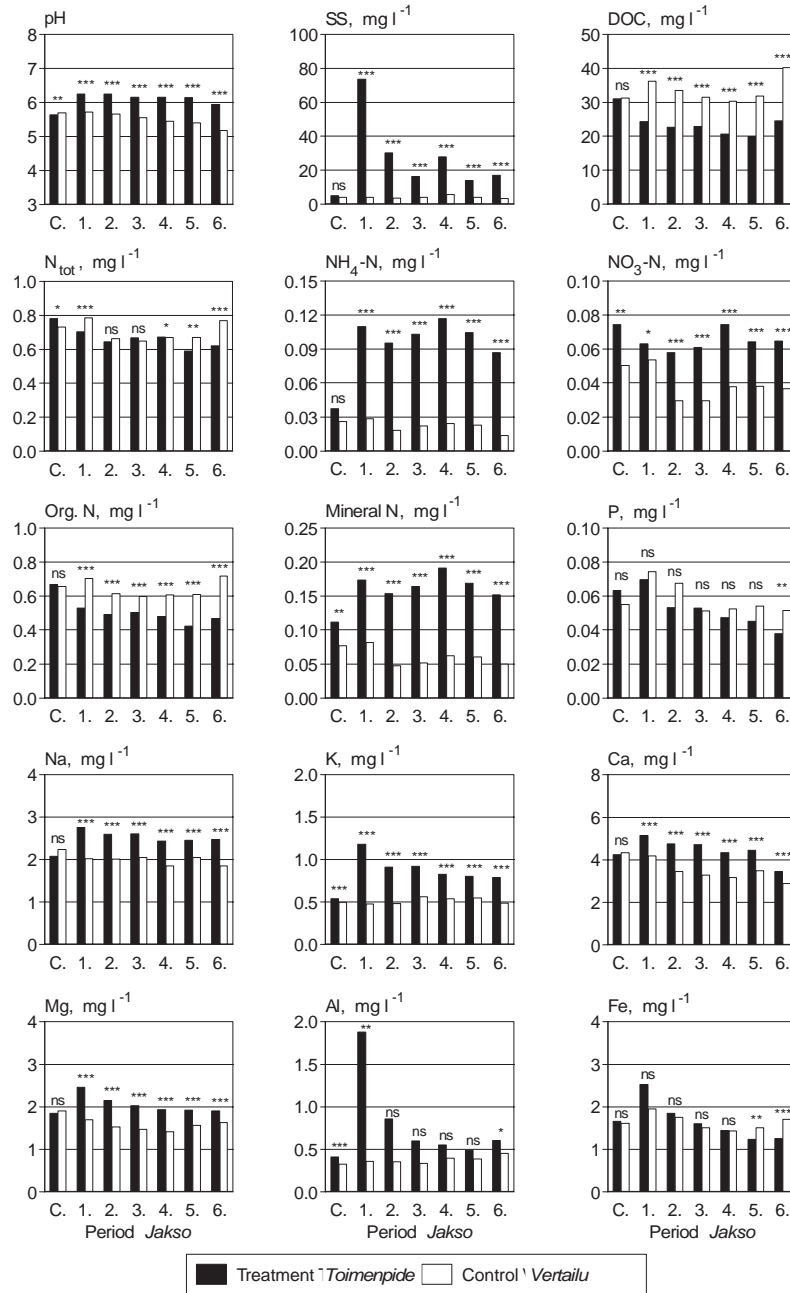 pH SS, mg l⁻¹ DOC, mg l⁻¹
8 100 50
7 80 40
6 60 30
5 40 20
4 20 10
3 0 0
** *** *** *** *** *** ***
ns *** *** *** *** *** ***
ns *** *** *** *** *** ***
C. 1. 2. 3. 4. 5. 6. C. 1. 2. 3. 4. 5. 6. C. 1. 2. 3. 4. 5. 6.
N tot, mg l⁻¹ NH₄-N, mg l⁻¹ NO₃-N, mg l⁻¹
1.0 0.15 0.10
0.8 0.12 0.08
0.6 0.09 0.06
0.4 0.06 0.04
0.2 0.03 0.02
0.0 0.00 0.00
* *** ns ns * ** ***
ns *** *** *** *** *** ***
** * *** *** *** *** ***
C. 1. 2. 3. 4. 5. 6. C. 1. 2. 3. 4. 5. 6. C. 1. 2. 3. 4. 5. 6.
Org. N, mg l⁻¹ Mineral N, mg l⁻¹ P, mg l⁻¹
1.0 0.25 0.10
0.8 0.20 0.08
0.6 0.15 0.06
0.4 0.10 0.04
0.2 0.05 0.02
0.0 0.00 0.00
ns *** *** *** *** *** ***
** *** *** *** *** *** ***
ns ns ns ns ns ns **
C. 1. 2. 3. 4. 5. 6. C. 1. 2. 3. 4. 5. 6. C. 1. 2. 3. 4. 5. 6.
Na, mg l⁻¹ K, mg l⁻¹ Ca, mg l⁻¹
4 2.0 8
3 1.5 6
2 1.0 4
1 0.5 2
0 0.0 0
ns *** *** *** *** *** ***
*** *** *** *** *** *** ***
ns *** *** *** *** *** ***
C. 1. 2. 3. 4. 5. 6. C. 1. 2. 3. 4. 5. 6. C. 1. 2. 3. 4. 5. 6.
Mg, mg l⁻¹ Al, mg l⁻¹ Fe, mg l⁻¹
4 2.0 4
3 1.5 3
2 1.0 2
1 0.5 1
0 0.0 0
ns *** *** *** *** *** ***
*** ** ns ns ns ns *
ns ns ns ns ns ** ***
C. 1. 2. 3. 4. 5. 6. C. 1. 2. 3. 4. 5. 6. C. 1. 2. 3. 4. 5. 6.
Period Jakso Period Jakso Period Jakso
Treatment Toimenpide Control Vertailu